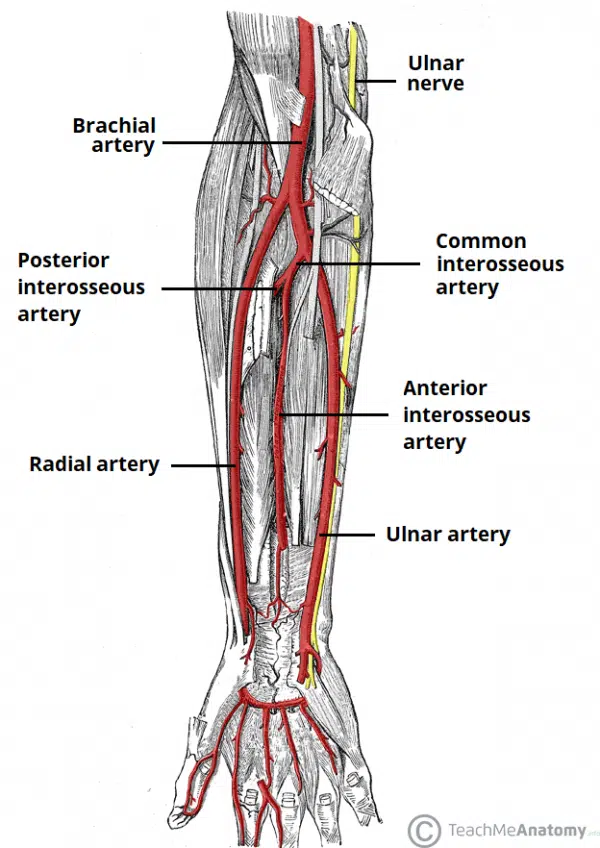 Ulnar
nerve
Brachial
artery
Common
interosseous
artery
Posterior
interosseous
artery
Anterior
interosseous
artery
Radial artery
Ulnar artery
© TeachMeAnatomy